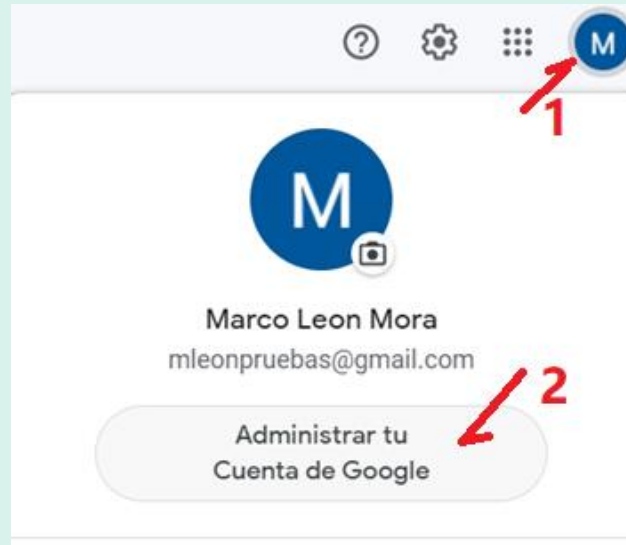 M
1
M
Marco Leon Mora
mleonpruebas@gmail.com
2
Administrar tu
Cuenta de Google